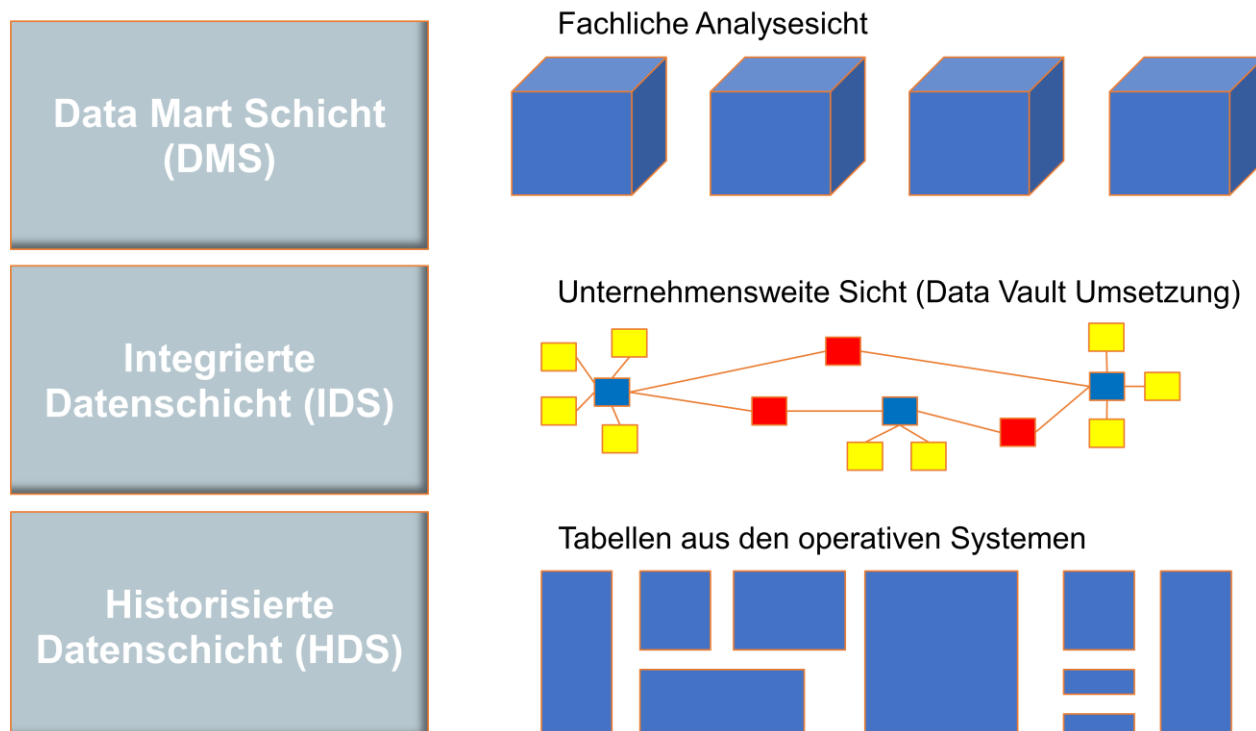 Fachliche Analysesicht
Data Mart Schicht
(DMS)
Unternehmensweite Sicht (Data Vault Umsetzung)
Integrierte
Datenschicht (IDS)
Tabellen aus den operativen Systemen
Historisierte
Datenschicht (HDS)